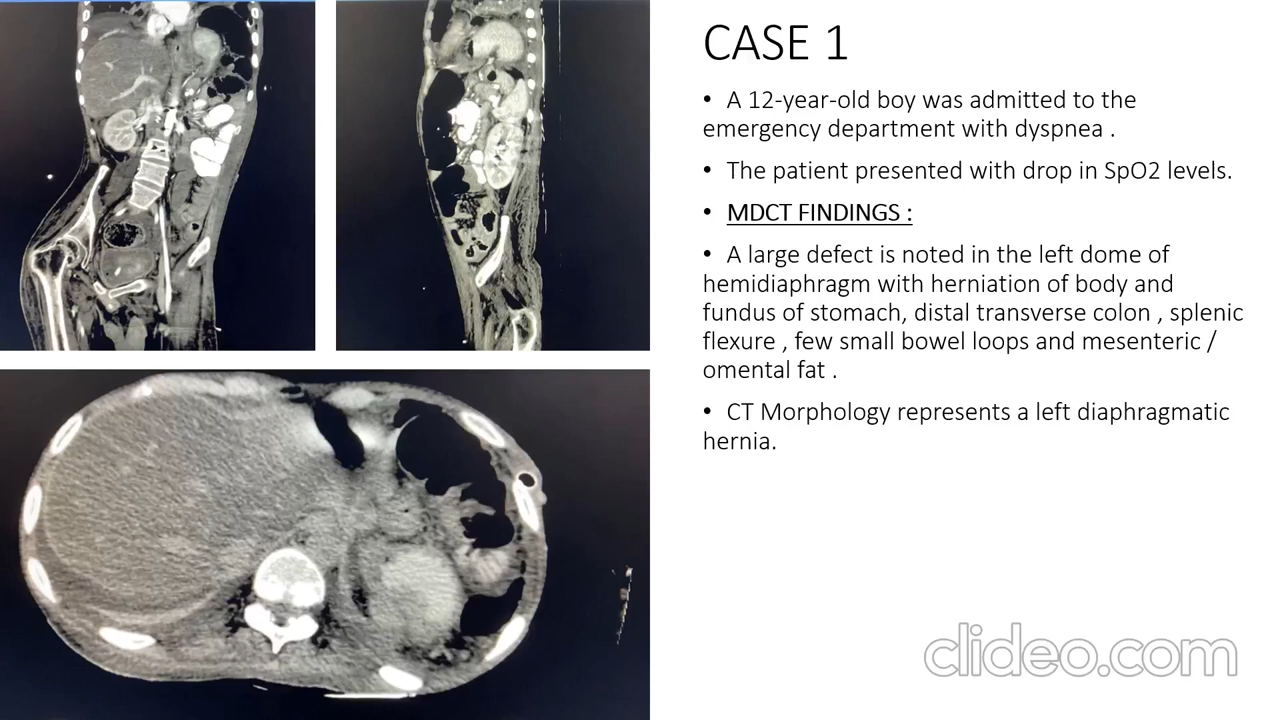 CASE 1
• A 12-year-old boy was admitted to the
emergency department with dyspnea .
• The patient presented with drop in SpO2 levels.
• MDCT FINDINGS :
• A large defect is noted in the left dome of
hemidiaphragm with herniation of body and
fundus of stomach, distal transverse colon , splenic
flexure , few small bowel loops and mesenteric /
omental fat .
• CT Morphology represents a left diaphragmatic
hernia.
clideo.com